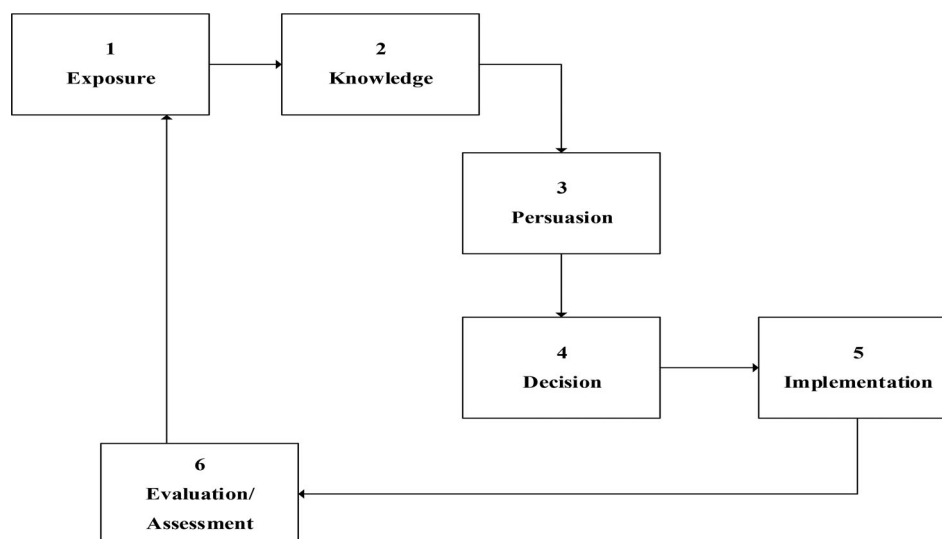 1
Exposure
2
Knowledge
3
Persuasion
4
Decision
5
Implementation
6
Evaluation/
Assessment